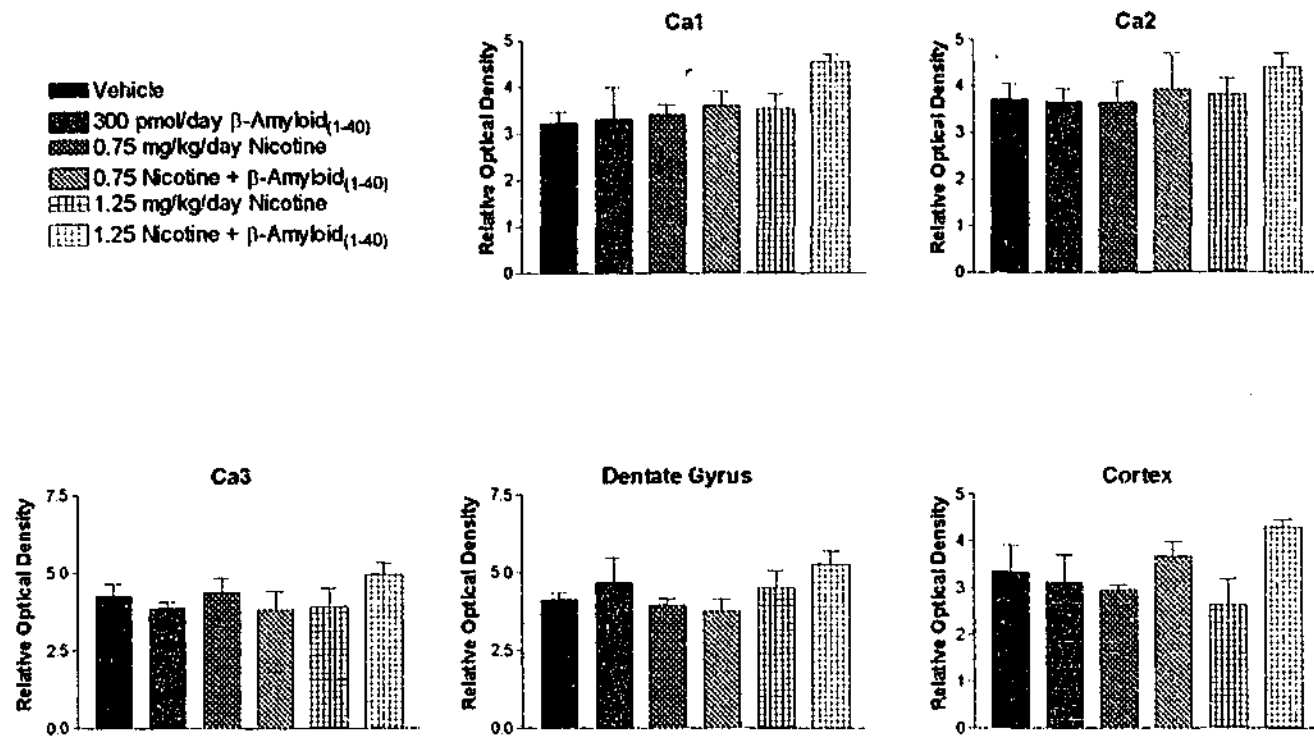 Vehicle
300 pmol/day β-Amyloid(1-40)
0.75 mg/kg/day Nicotine
0.75 Nicotine + β-Amyloid(1-40)
1.25 mg/kg/day Nicotine
1.25 Nicotine + β-Amyloid(1-40)
Ca1
Relative Optical Density
5
4
3
2
1
0
Ca2
Relative Optical Density
5
4
3
2
1
0
Ca3
Relative Optical Density
7.5
5.0
2.5
0.0
Dentate Gyrus
Relative Optical Density
7.5
5.0
2.5
0.0
Cortex
Relative Optical Density
5
4
3
2
1
0